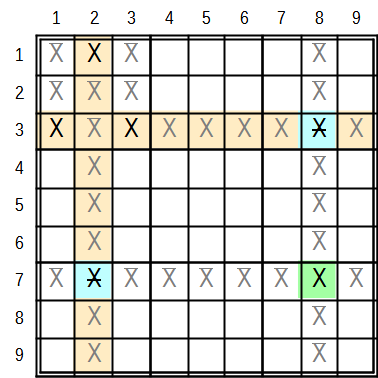 1 2 3 4 5 6 7 8 9
1 X̅ X X̅ X̅
2 X̅ X̅ X̅ X̅
3 X X̅ X X̅ X̅ X̅ X̅ X̶ X̅
4 X̅ X̅
5 X̅ X̅
6 X̅ X̅
7 X̅ X̶ X̅ X̅ X̅ X̅ X̅ X X̅
8 X̅ X̅
9 X̅ X̅